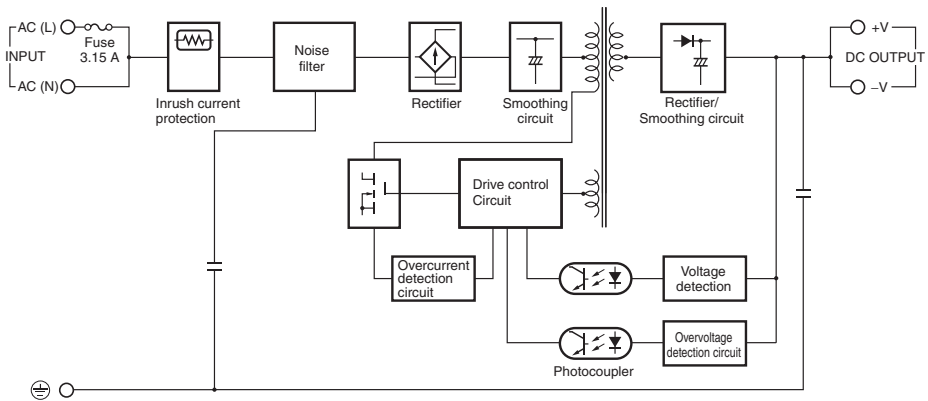 AC (L)
Fuse
3.15 A
INPUT
AC (N)
Inrush current
protection
Noise
filter
Rectifier
Smoothing
circuit
Rectifier/
Smoothing circuit
+V
DC OUTPUT
–V
Drive control
Circuit
Overcurrent
detection
circuit
Voltage
detection
Overvoltage
detection circuit
Photocoupler